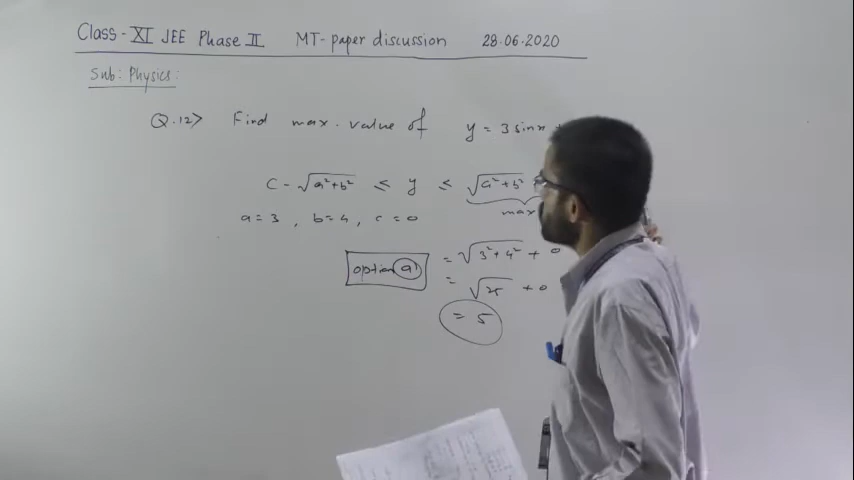 Class - XI JEE Phase II MT- paper discussion 28.06.2020
Sub: Physics:
Q.12> Find max. value of y = 3 sinx
C - √a²+b² ≤ y ≤ √a²+b²
max
a = 3 , b = 4 , c = 0
= √3²+4² + 0
option a)
= √25 + 0
= 5